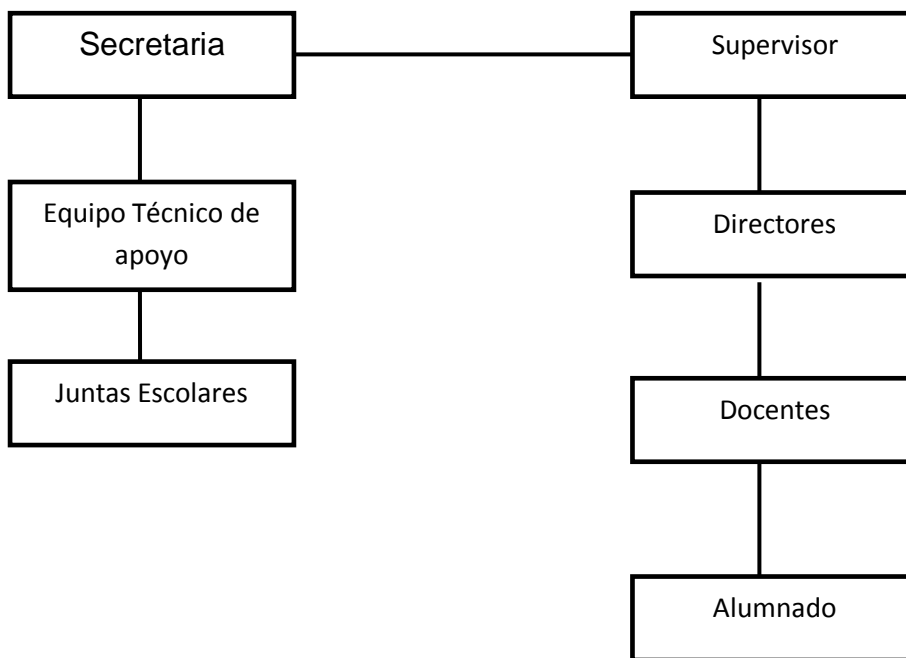 Secretaria
Supervisor
Equipo Técnico de
apoyo
Directores
Juntas Escolares
Docentes
Alumnado